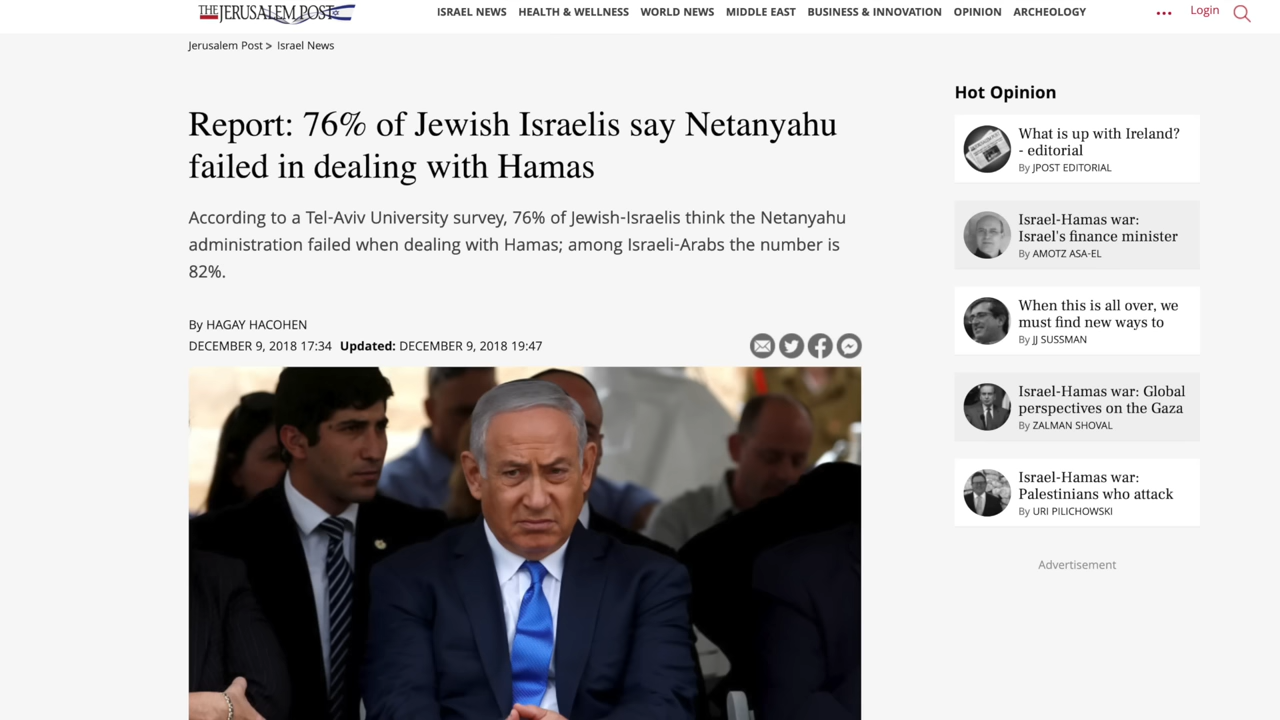 THE JERUSALEM POST
ISRAEL NEWS HEALTH & WELLNESS WORLD NEWS MIDDLE EAST BUSINESS & INNOVATION OPINION ARCHEOLOGY ••• Login
Jerusalem Post > Israel News
Report: 76% of Jewish Israelis say Netanyahu
failed in dealing with Hamas
According to a Tel-Aviv University survey, 76% of Jewish-Israelis think the Netanyahu
administration failed when dealing with Hamas; among Israeli-Arabs the number is
82%.
By HAGAY HACOHEN
DECEMBER 9, 2018 17:34 Updated: DECEMBER 9, 2018 19:47
Hot Opinion
What is up with Ireland?
- editorial
By JPOST EDITORIAL
Israel-Hamas war:
Israel's finance minister
By AMOTZ ASA-EL
When this is all over, we
must find new ways to
By JJ SUSSMAN
Israel-Hamas war: Global
perspectives on the Gaza
By ZALMAN SHOVAL
Israel-Hamas war:
Palestinians who attack
By URI PILICHOWSKI
Advertisement